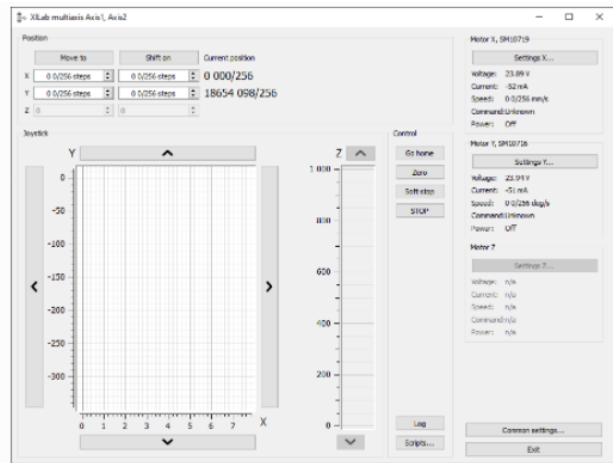 XILab multiaxis Axis1, Axis2
Position
Move to Shift on Current position
X 0 0/256 steps 0 0/256 steps 0 000/256
Y 0 0/256 steps 0 0/256 steps 18654 098/256
Z 0 0
Joystick
Y
0
-50
-100
-150
-200
-250
-300
0 1 2 3 4 5 6 7 X
Z
1 000
800
600
400
200
0
Control
Go home
Zero
Soft stop
STOP
Log
Scripts...
Motor X, SM10719
Settings X...
Voltage: 23.89 V
Current: -52 mA
Speed: 0 0/256 mm/s
Command:Unknown
Power: Off
Motor Y, SM10716
Settings Y...
Voltage: 23.94 V
Current: -51 mA
Speed: 0 0/256 deg/s
Command:Unknown
Power: Off
Motor Z
Settings Z...
Voltage: n/a
Current: n/a
Speed: n/a
Command:n/a
Power: n/a
Common settings...
Exit